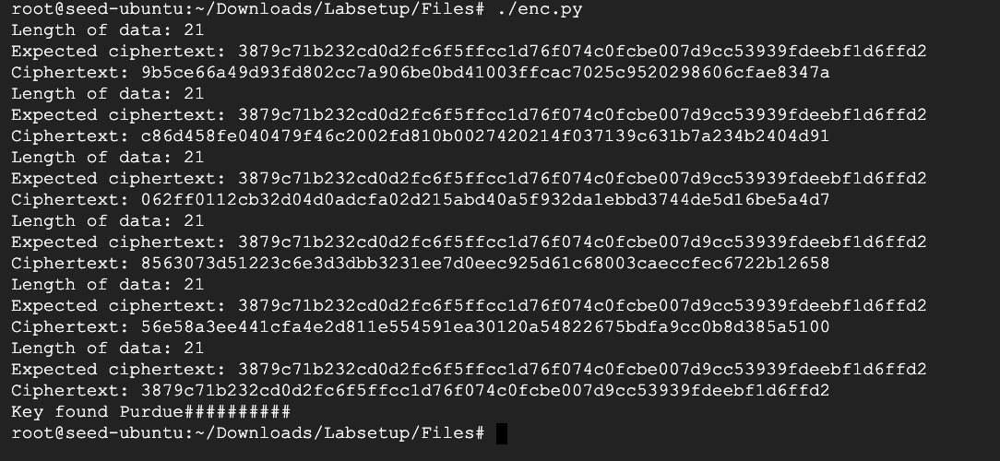 root@seed-ubuntu:~/Downloads/Labsetup/Files# ./enc.py
Length of data: 21
Expected ciphertext: 3879c71b232cd0d2fc6f5ffcc1d76f074c0fcbe007d9cc53939fdeebf1d6ffd2
Ciphertext: 9b5ce66a49d93fd802cc7a906be0bd41003ffcac7025c9520298606cfae8347a
Length of data: 21
Expected ciphertext: 3879c71b232cd0d2fc6f5ffcc1d76f074c0fcbe007d9cc53939fdeebf1d6ffd2
Ciphertext: c86d458fe040479f46c2002fd810b0027420214f037139c631b7a234b2404d91
Length of data: 21
Expected ciphertext: 3879c71b232cd0d2fc6f5ffcc1d76f074c0fcbe007d9cc53939fdeebf1d6ffd2
Ciphertext: 062ff0112cb32d04d0adcfa02d215abd40a5f932da1ebbd3744de5d16be5a4d7
Length of data: 21
Expected ciphertext: 3879c71b232cd0d2fc6f5ffcc1d76f074c0fcbe007d9cc53939fdeebf1d6ffd2
Ciphertext: 8563073d51223c6e3d3dbb3231ee7d0eec925d61c68003caeccfec6722b12658
Length of data: 21
Expected ciphertext: 3879c71b232cd0d2fc6f5ffcc1d76f074c0fcbe007d9cc53939fdeebf1d6ffd2
Ciphertext: 56e58a3ee441cfa4e2d811e554591ea30120a54822675bdfa9cc0b8d385a5100
Length of data: 21
Expected ciphertext: 3879c71b232cd0d2fc6f5ffcc1d76f074c0fcbe007d9cc53939fdeebf1d6ffd2
Ciphertext: 3879c71b232cd0d2fc6f5ffcc1d76f074c0fcbe007d9cc53939fdeebf1d6ffd2
Key found Purdue##########
root@seed-ubuntu:~/Downloads/Labsetup/Files#